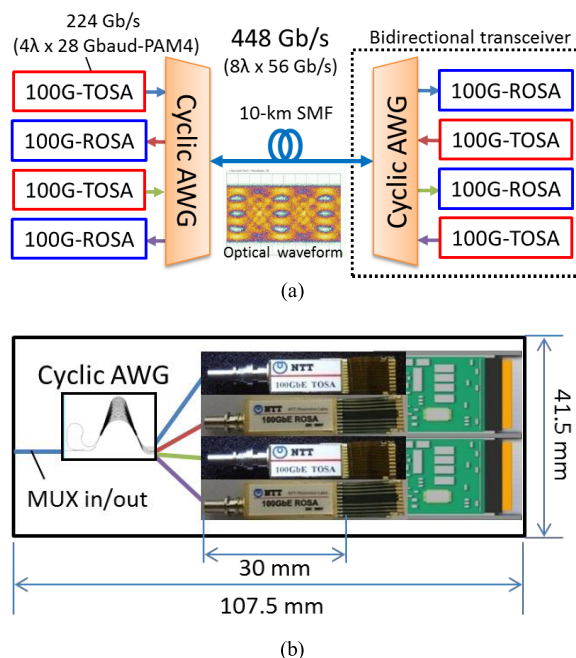 224 Gb/s
(4λ x 28 Gbaud-PAM4)
448 Gb/s
(8λ x 56 Gb/s)
Bidirectional transceiver
100G-TOSA
100G-ROSA
100G-TOSA
100G-ROSA
Cyclic AWG
10-km SMF
Optical waveform
Cyclic AWG
100G-ROSA
100G-TOSA
100G-ROSA
100G-TOSA
(a)
Cyclic AWG
MUX in/out
NTT
100GbE TOSA
NTT
100GbE ROSA
NTT
100GbE TOSA
NTT
100GbE ROSA
41.5 mm
30 mm
107.5 mm
(b)